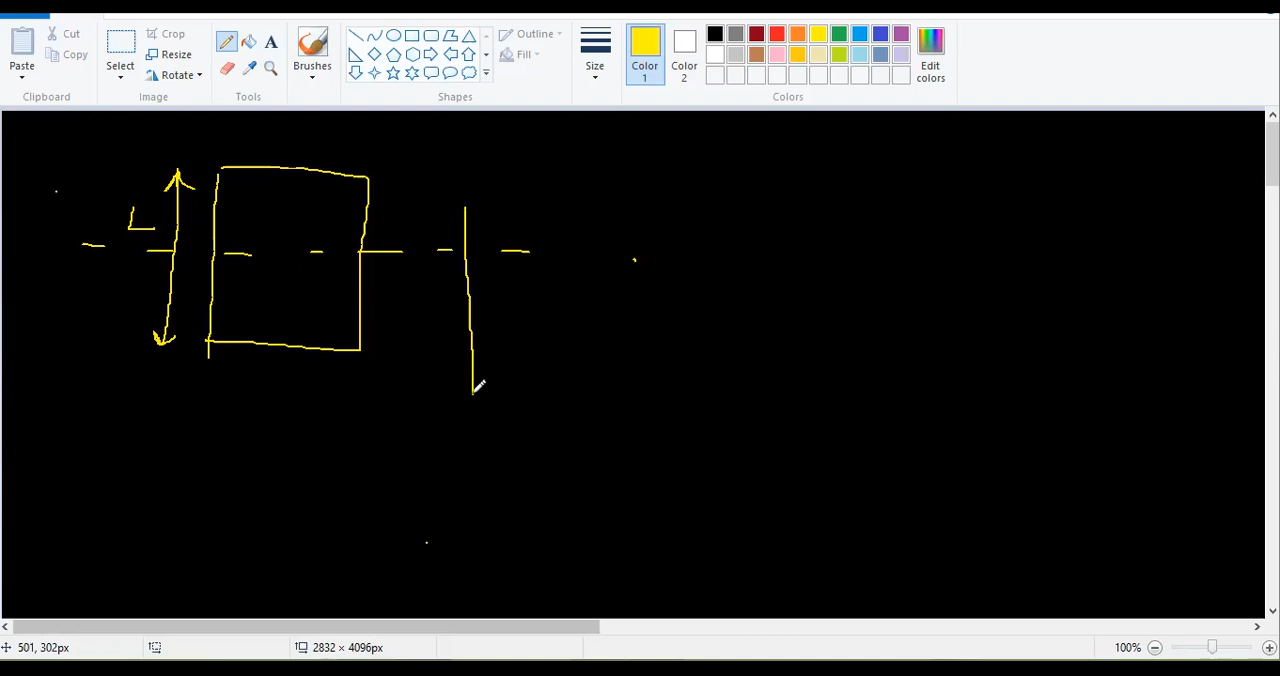 Paste
Cut
Copy
Clipboard
Select
Crop
Resize
Rotate
Image
A
Tools
Brushes
Shapes
Outline
Fill
Size
Color
1
Color
2
Edit
colors
Colors
L
501, 302px
2832 × 4096px
100%